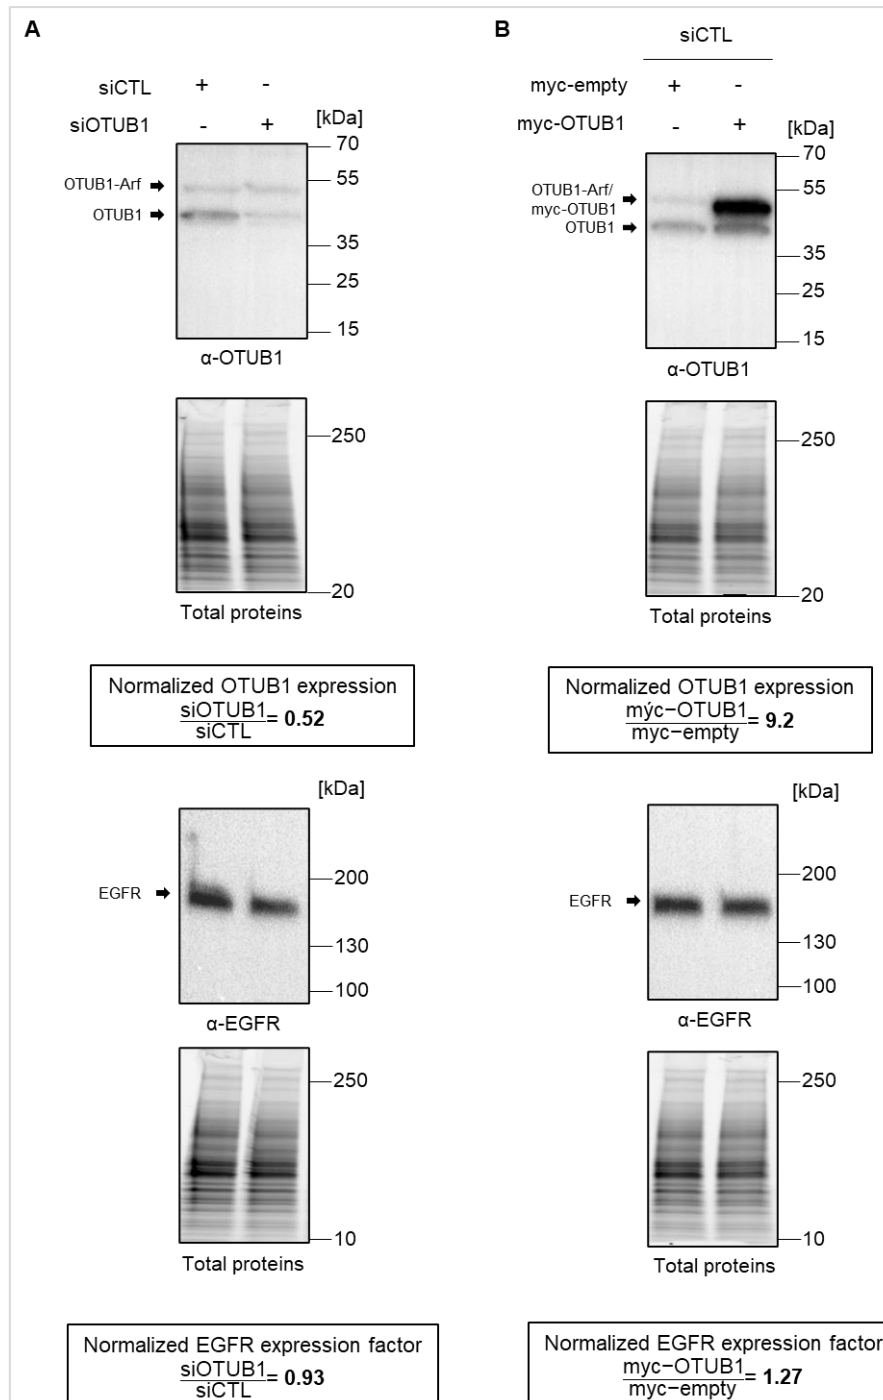 A
siCTL + -
siOTUB1 - + [kDa]
70
OTUB1-Arf 55
OTUB1
35
25
15
α-OTUB1
250
20
Total proteins
Normalized OTUB1 expression
siOTUB1
siCTL = 0.52
[kDa]
EGFR 200
130
100
α-EGFR
250
10
Total proteins
Normalized EGFR expression factor
siOTUB1
siCTL = 0.93
B
siCTL
myc-empty + -
myc-OTUB1 - + [kDa]
70
OTUB1-Arf/ 55
myc-OTUB1
OTUB1
35
25
15
α-OTUB1
250
20
Total proteins
Normalized OTUB1 expression
mýc−OTUB1
myc−empty = 9.2
[kDa]
200
EGFR
130
100
α-EGFR
250
10
Total proteins
Normalized EGFR expression factor
myc−OTUB1
myc−empty = 1.27